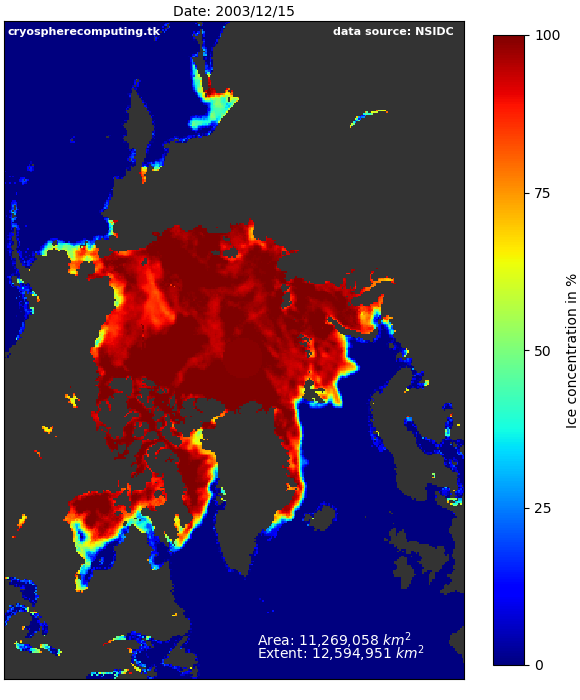 Date: 2003/12/15
cryospherecomputing.tk
data source: NSIDC
100
75
50
25
0
Ice concentration in %
Area: 11,269,058 km²
Extent: 12,594,951 km²